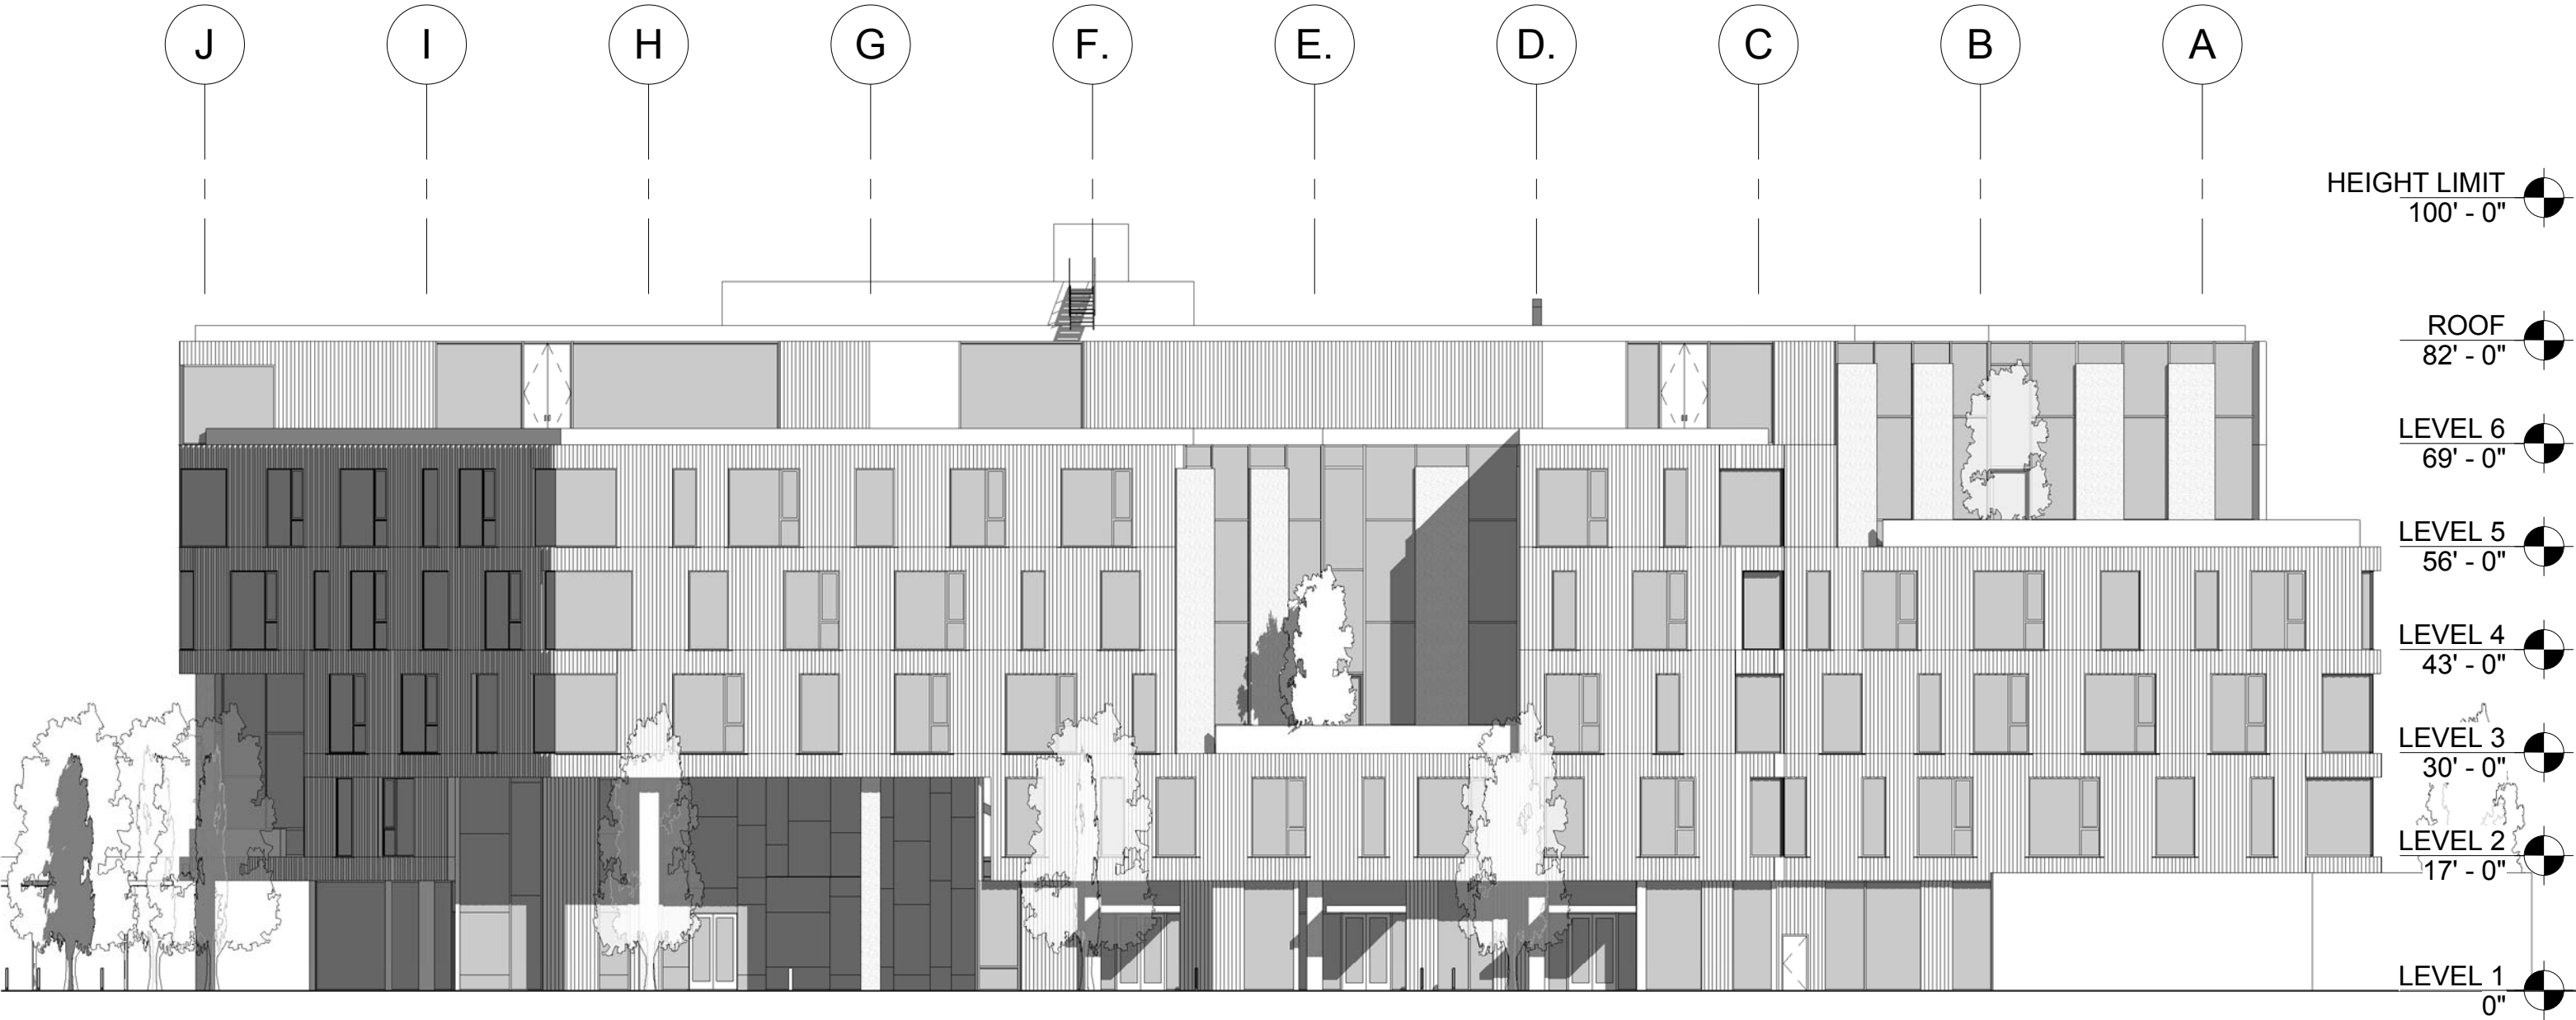 J I H G F. E. D. C B A
HEIGHT LIMIT
100' - 0"
ROOF
82' - 0"
LEVEL 6
69' - 0"
LEVEL 5
56' - 0"
LEVEL 4
43' - 0"
LEVEL 3
30' - 0"
LEVEL 2
17' - 0"
LEVEL 1
0"